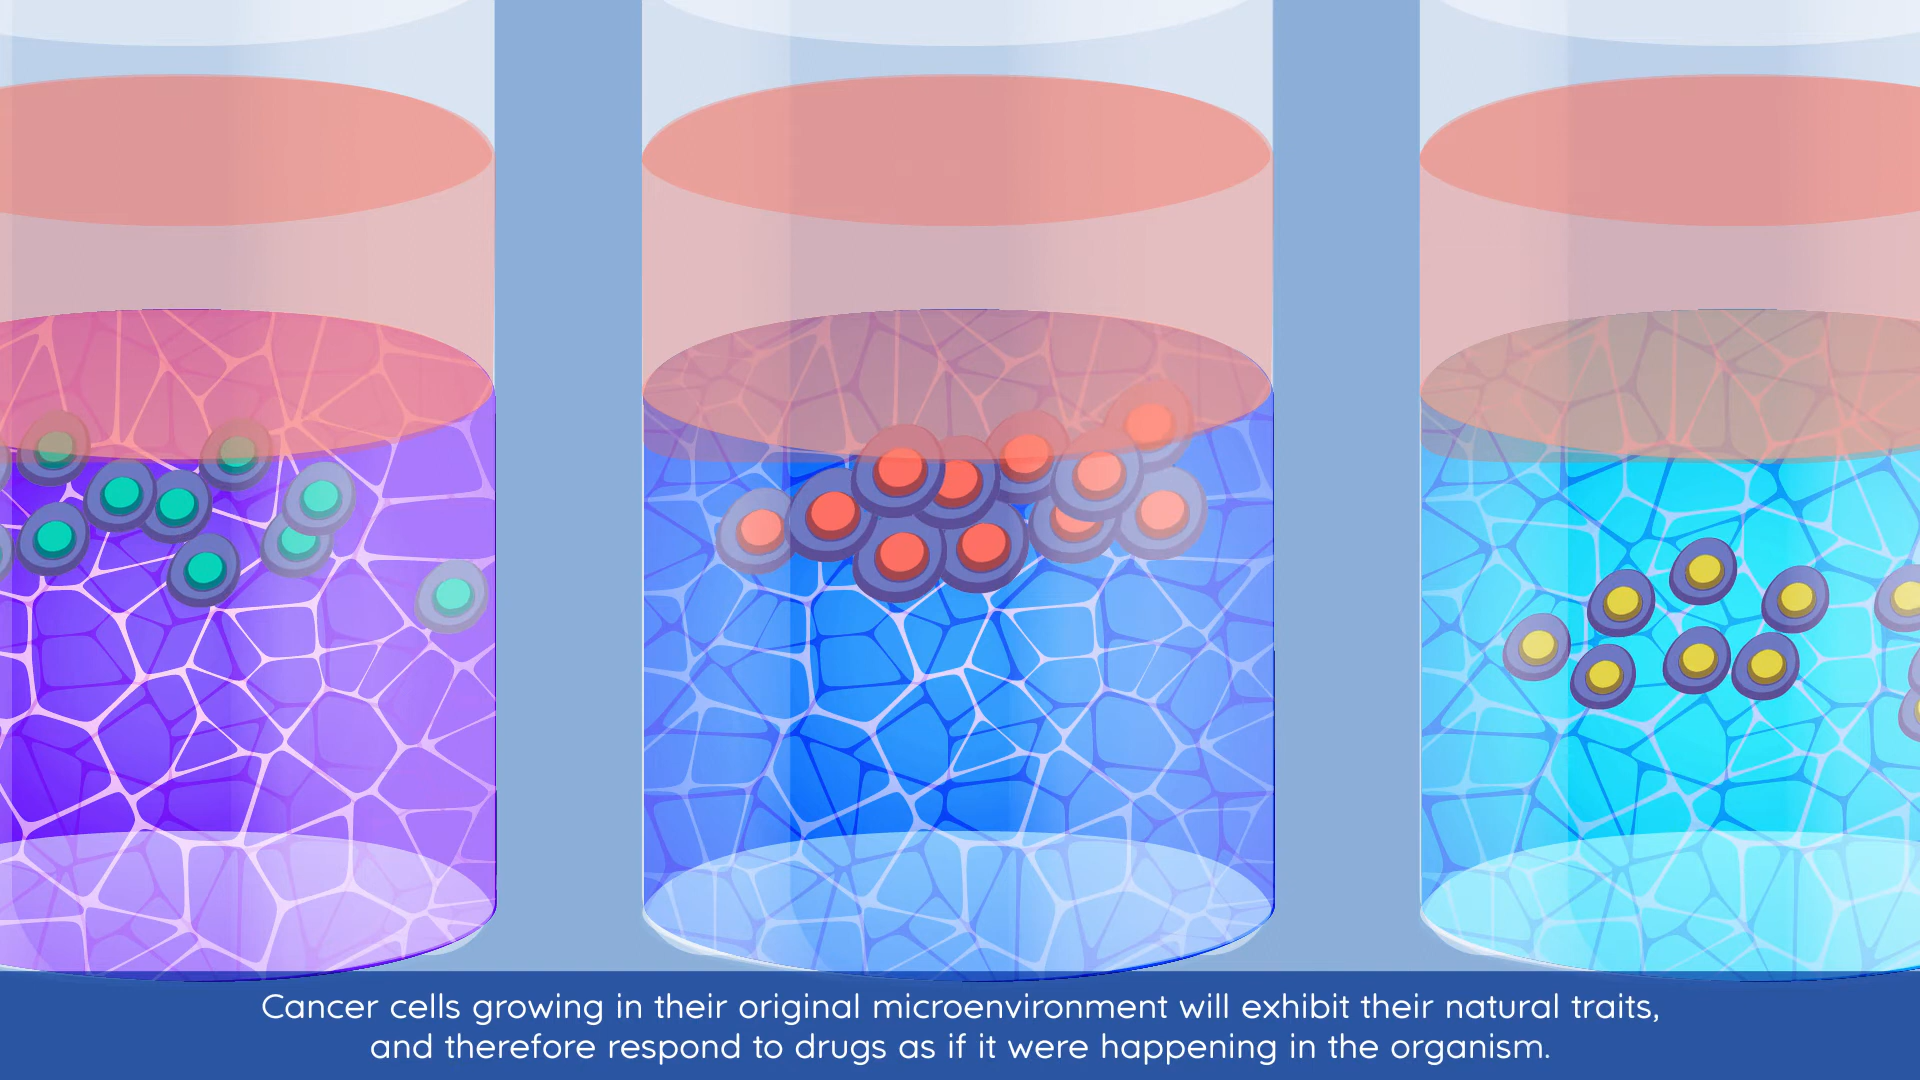 Cancer cells growing in their original microenvironment will exhibit their natural traits,
and therefore respond to drugs as if it were happening in the organism.